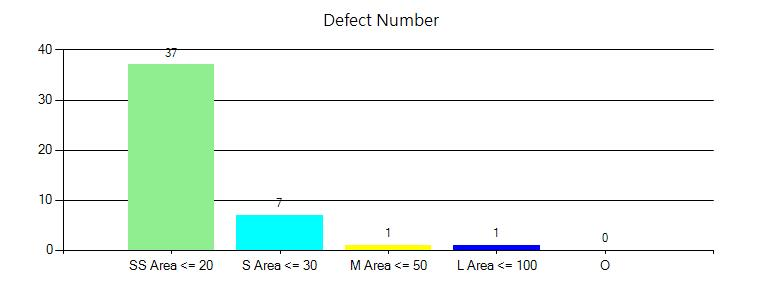 Defect Number
40
30
20
10
0
37
7
1
1
0
SS Area <= 20
S Area <= 30
M Area <= 50
L Area <= 100
O